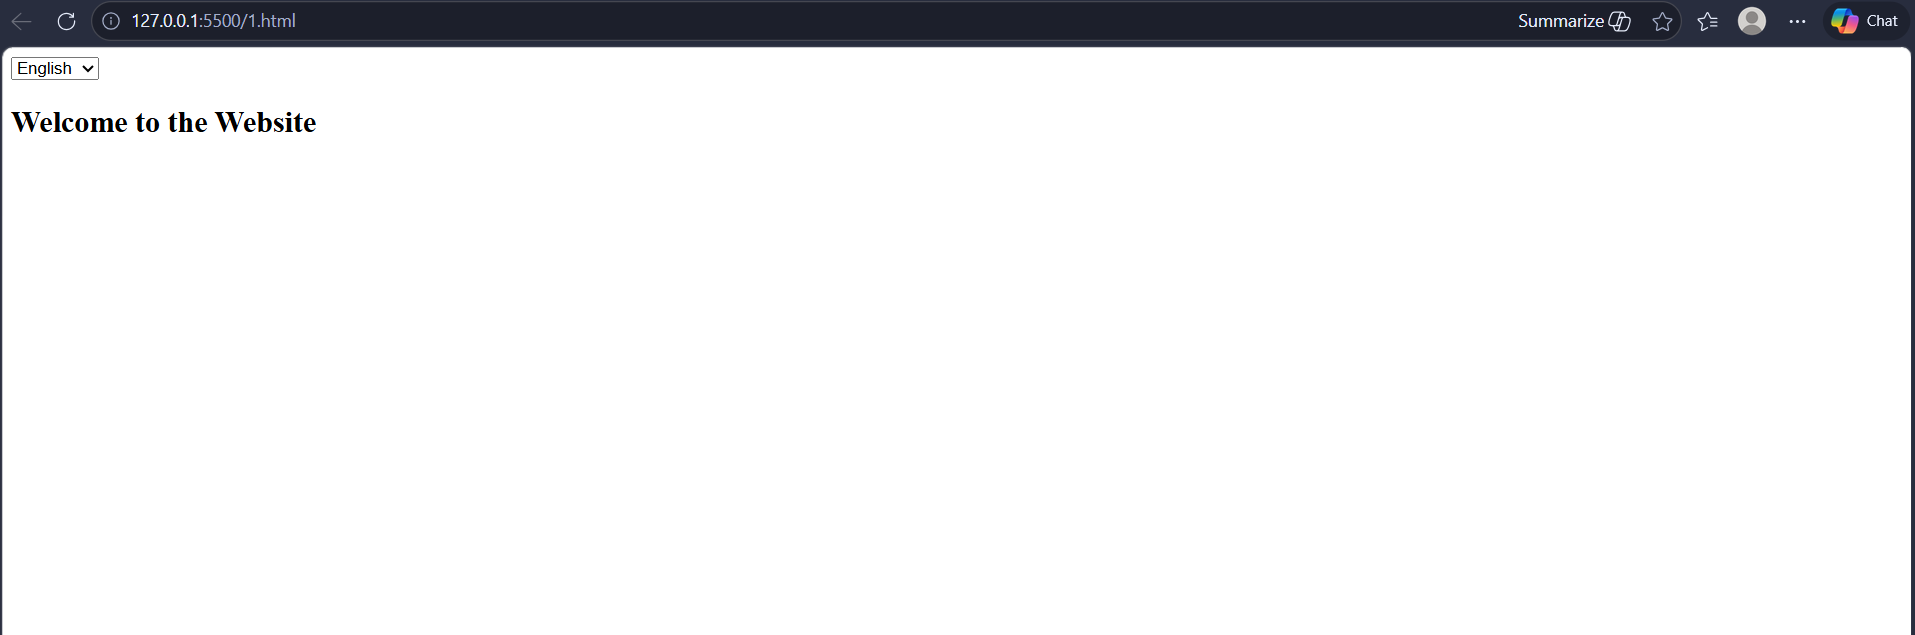 127.0.0.1:5500/1.html Summarize Chat
English
Welcome to the Website